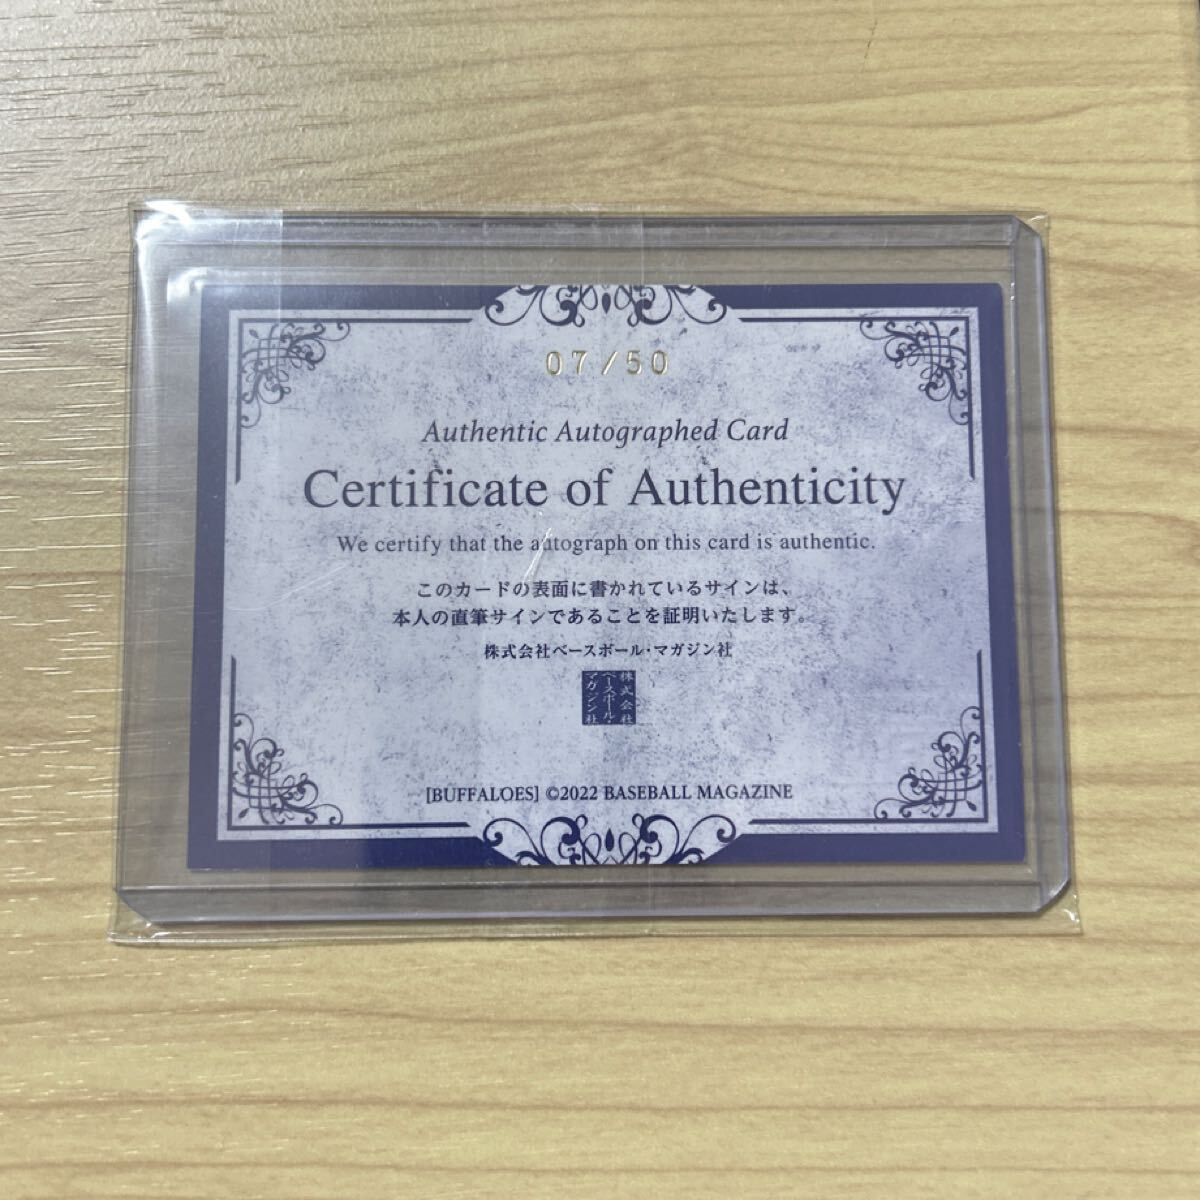 07/50
Authentic Autographed Card
Certificate of Authenticity
We certify that the autograph on this card is authentic.
このカードの表面に書かれているサインは、
本人の直筆サインであることを証明いたします。
株式会社ベースボール・マガジン社
株式会社
ベースボール・
マガジン社
[BUFFALOES] ©2022 BASEBALL MAGAZINE